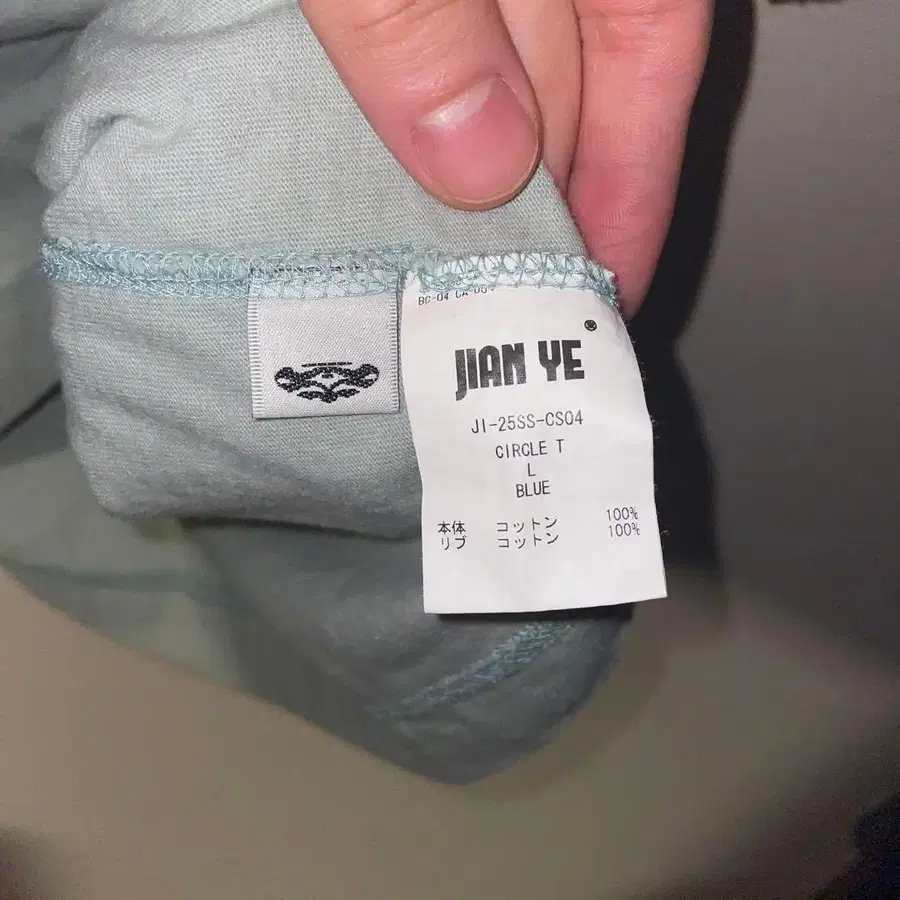 JIAN YE
JI-25SS-CS04
CIRCLE T
L
BLUE
本体 コットン 100%
リブ コットン 100%